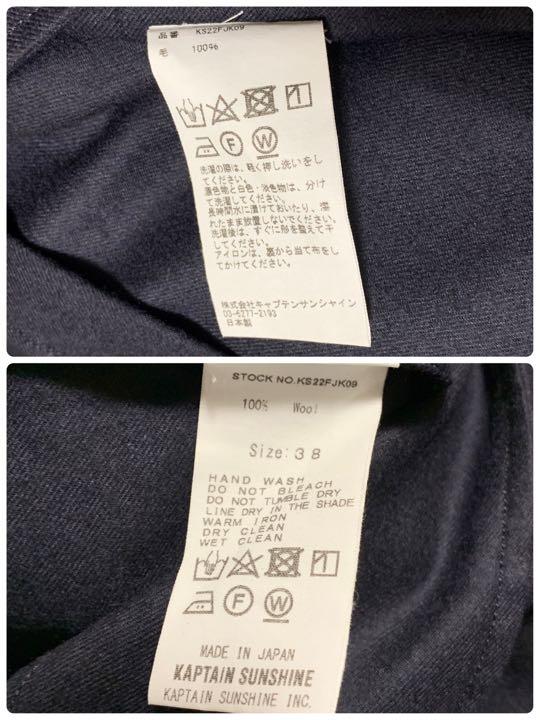 品番 KS22FJK09
毛 100%
F W
洗濯の際は、軽く押し洗いをし
てください。
濃色物と白色・淡色物は、分け
て洗濯してください。
長時間水に漬けておいたり、濡
れたまま放置しないでください。
洗濯後は、すぐに形を整えて干
してください。
アイロンは、裏から当て布をし
てかけてください。
株式会社キャプテンサンシャイン
03-6277-2193
日本製
STOCK NO.KS22FJK09
100% Wool
Size:38
HAND WASH
DO NOT BLEACH
DO NOT TUMBLE DRY
LINE DRY IN THE SHADE
WARM IRON
DRY CLEAN
WET CLEAN
F W
MADE IN JAPAN
KAPTAIN SUNSHINE
KAPTAIN SUNSHINE INC.